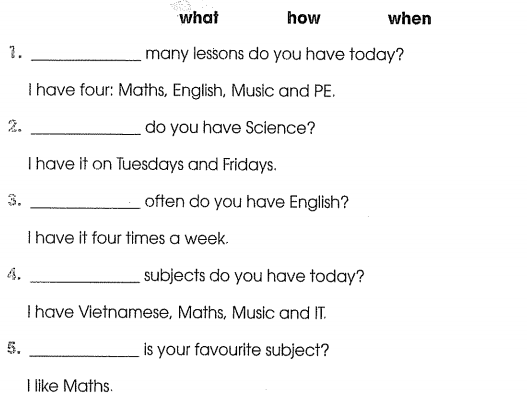 what how when
1. ____________ many lessons do you have today?
I have four: Maths, English, Music and PE.
2. ____________ do you have Science?
I have it on Tuesdays and Fridays.
3. ____________ often do you have English?
I have it four times a week.
4. ____________ subjects do you have today?
I have Vietnamese, Maths, Music and IT.
5. ____________ is your favourite subject?
I like Maths.